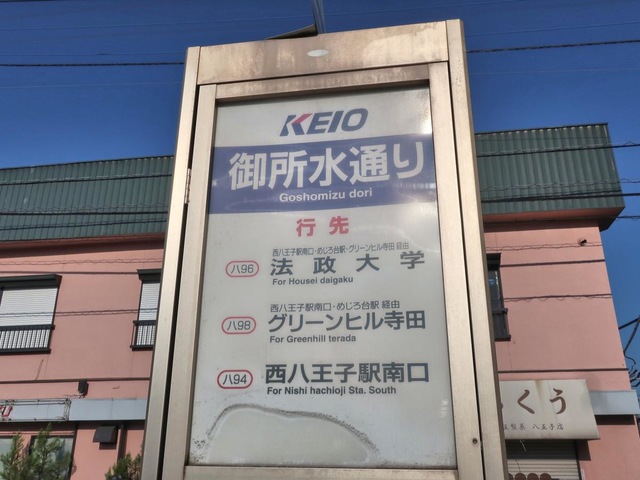 KEIO
御所水通り
Goshomizu dori
行先
西八王子駅南口・めじろ台駅・グリーンヒル寺田 経由
八96 法政大学
For Housei daigaku
西八王子駅南口・めじろ台駅 経由
八98 グリーンヒル寺田
For Greenhill terada
八94 西八王子駅南口
For Nishi hachioji Sta. South
くう
八王子店